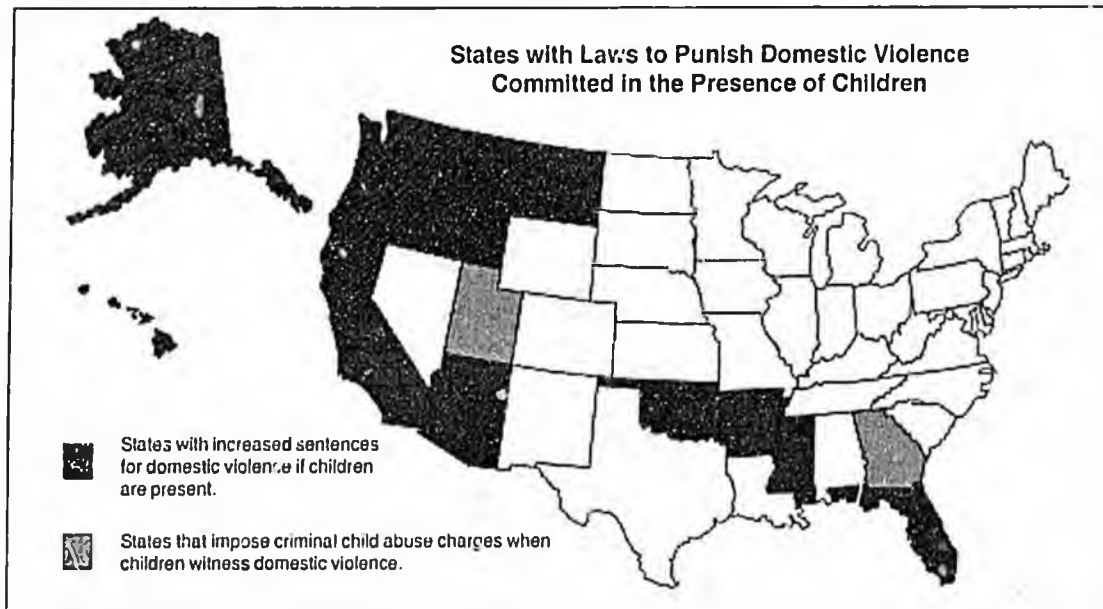 States with Laws to Punish Domestic Violence
Committed in the Presence of Children
States with increased sentences
for domestic violence if children
are present.
States that impose criminal child abuse charges when
children witness domestic violence.